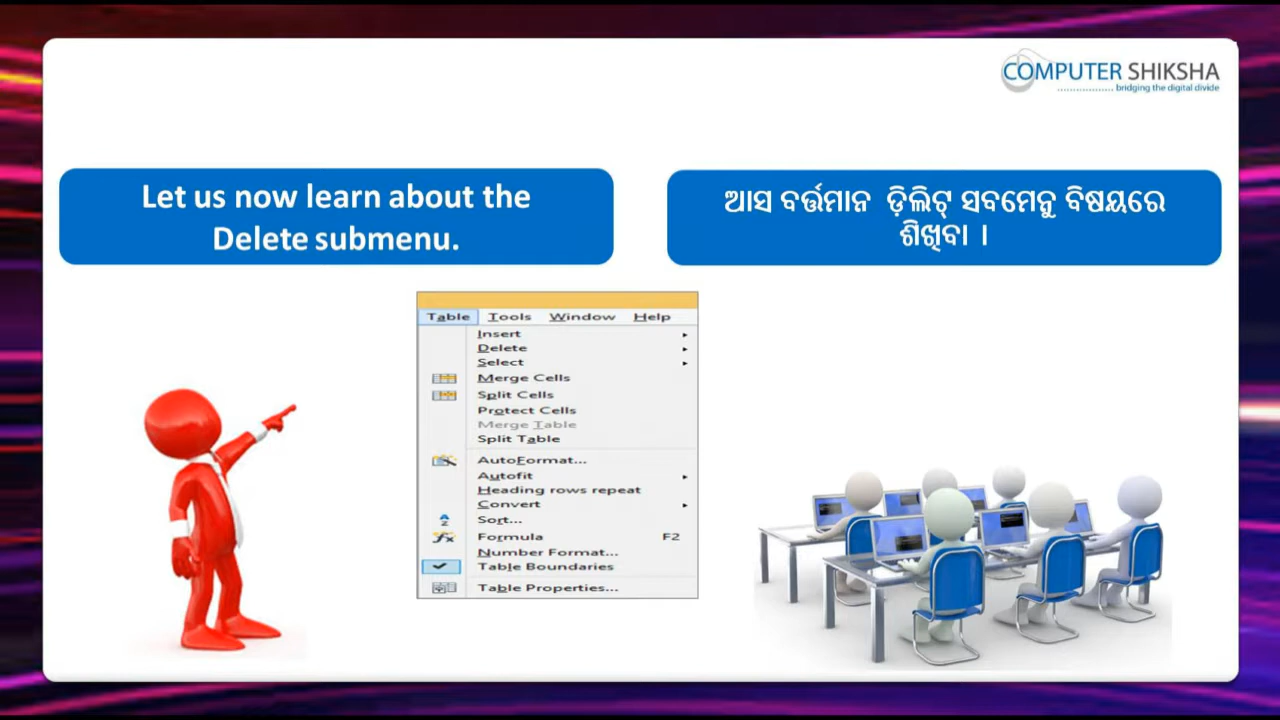 COMPUTER SHIKSHA
bridging the digital divide
Let us now learn about the
Delete submenu.
ଆସ ବର୍ତ୍ତମାନ ଡ଼ିଲିଟ୍ ସବମେନୁ ବିଷୟରେ
ଶିଖିବା ।
Table Tools Window Help
Insert
Delete
Select
Merge Cells
Split Cells
Protect Cells
Merge Table
Split Table
AutoFormat...
Autofit
Heading rows repeat
Convert
Sort...
Formula F2
Number Format...
Table Boundaries
Table Properties...